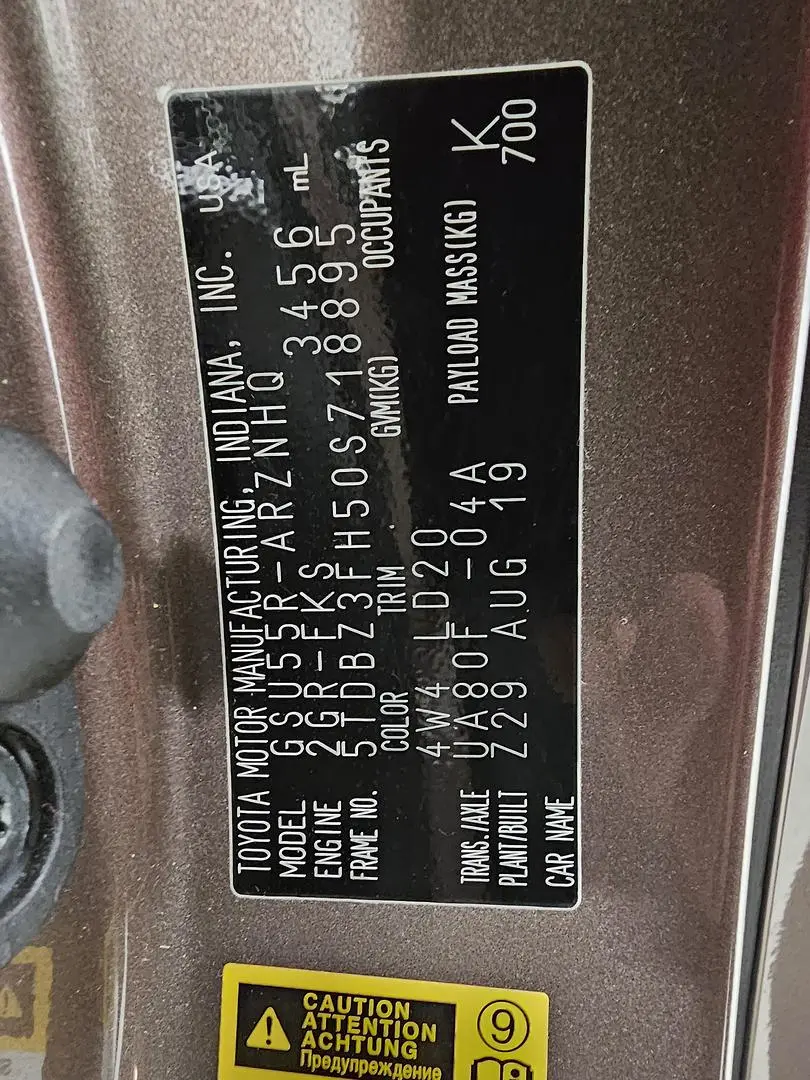 TOYOTA MOTOR MANUFACTURING, INDIANA, INC. USA
MODEL GSU55R-ARZNHQ 3456 mL
ENGINE 2GR-FKS
FRAME NO. 5TDBZ3FH50S718895
COLOR TRIM GVM(KG) OCCUPANTS
4W4 LD20
TRANS./AXLE UA80F -04A PAYLOAD MASS(KG) K
PLANT/BUILT Z29 AUG 19 700
CAR NAME
CAUTION
ATTENTION
ACHTUNG
Предупреждение
9